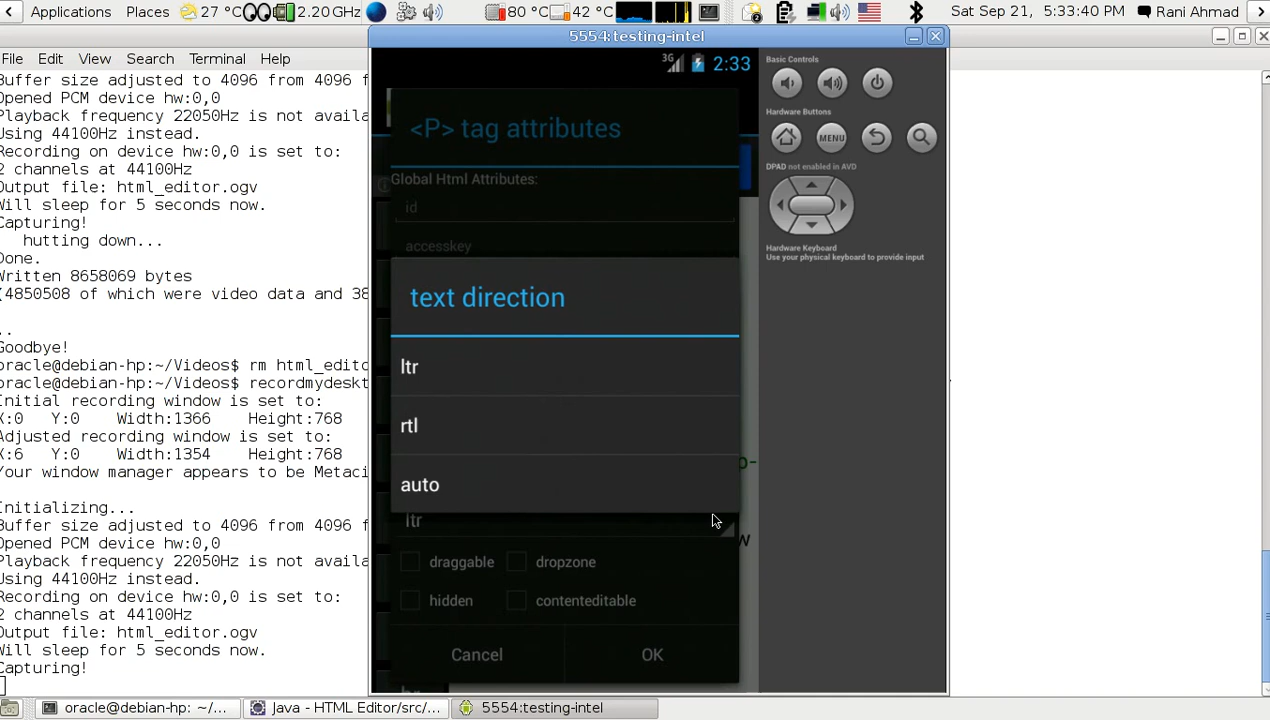 Applications Places 27 °C 2.20 GHz 80 °C 42 °C Sat Sep 21, 5:33:40 PM Rani Ahmad
5554:testing-intel
File Edit View Search Terminal Help
Buffer size adjusted to 4096 from 4096 f
Opened PCM device hw:0,0
Playback frequency 22050Hz is not availa
Using 44100Hz instead.
Recording on device hw:0,0 is set to:
2 channels at 44100Hz
Output file: html_editor.ogv
Will sleep for 5 seconds now.
Capturing!
hutting down...
Done.
Written 8658069 bytes
(4850508 of which were video data and 38
..
Goodbye!
oracle@debian-hp:~/Videos$ rm html_edito
oracle@debian-hp:~/Videos$ recordmydeskt
Initial recording window is set to:
X:0 Y:0 Width:1366 Height:768
Adjusted recording window is set to:
X:6 Y:0 Width:1354 Height:768
Your window manager appears to be Metaci
Initializing...
Buffer size adjusted to 4096 from 4096 f
Opened PCM device hw:0,0
Playback frequency 22050Hz is not availa
Using 44100Hz instead.
Recording on device hw:0,0 is set to:
2 channels at 44100Hz
Output file: html_editor.ogv
Will sleep for 5 seconds now.
Capturing!
3G 2:33
<P> tag attributes
Global Html Attributes:
id
accesskey
text direction
ltr
rtl
auto
ltr
draggable dropzone
hidden contenteditable
Cancel OK
Basic Controls
Hardware Buttons
MENU
DPAD not enabled in AVD
Hardware Keyboard
Use your physical keyboard to provide input
oracle@debian-hp: ~/... Java - HTML Editor/src/... 5554:testing-intel